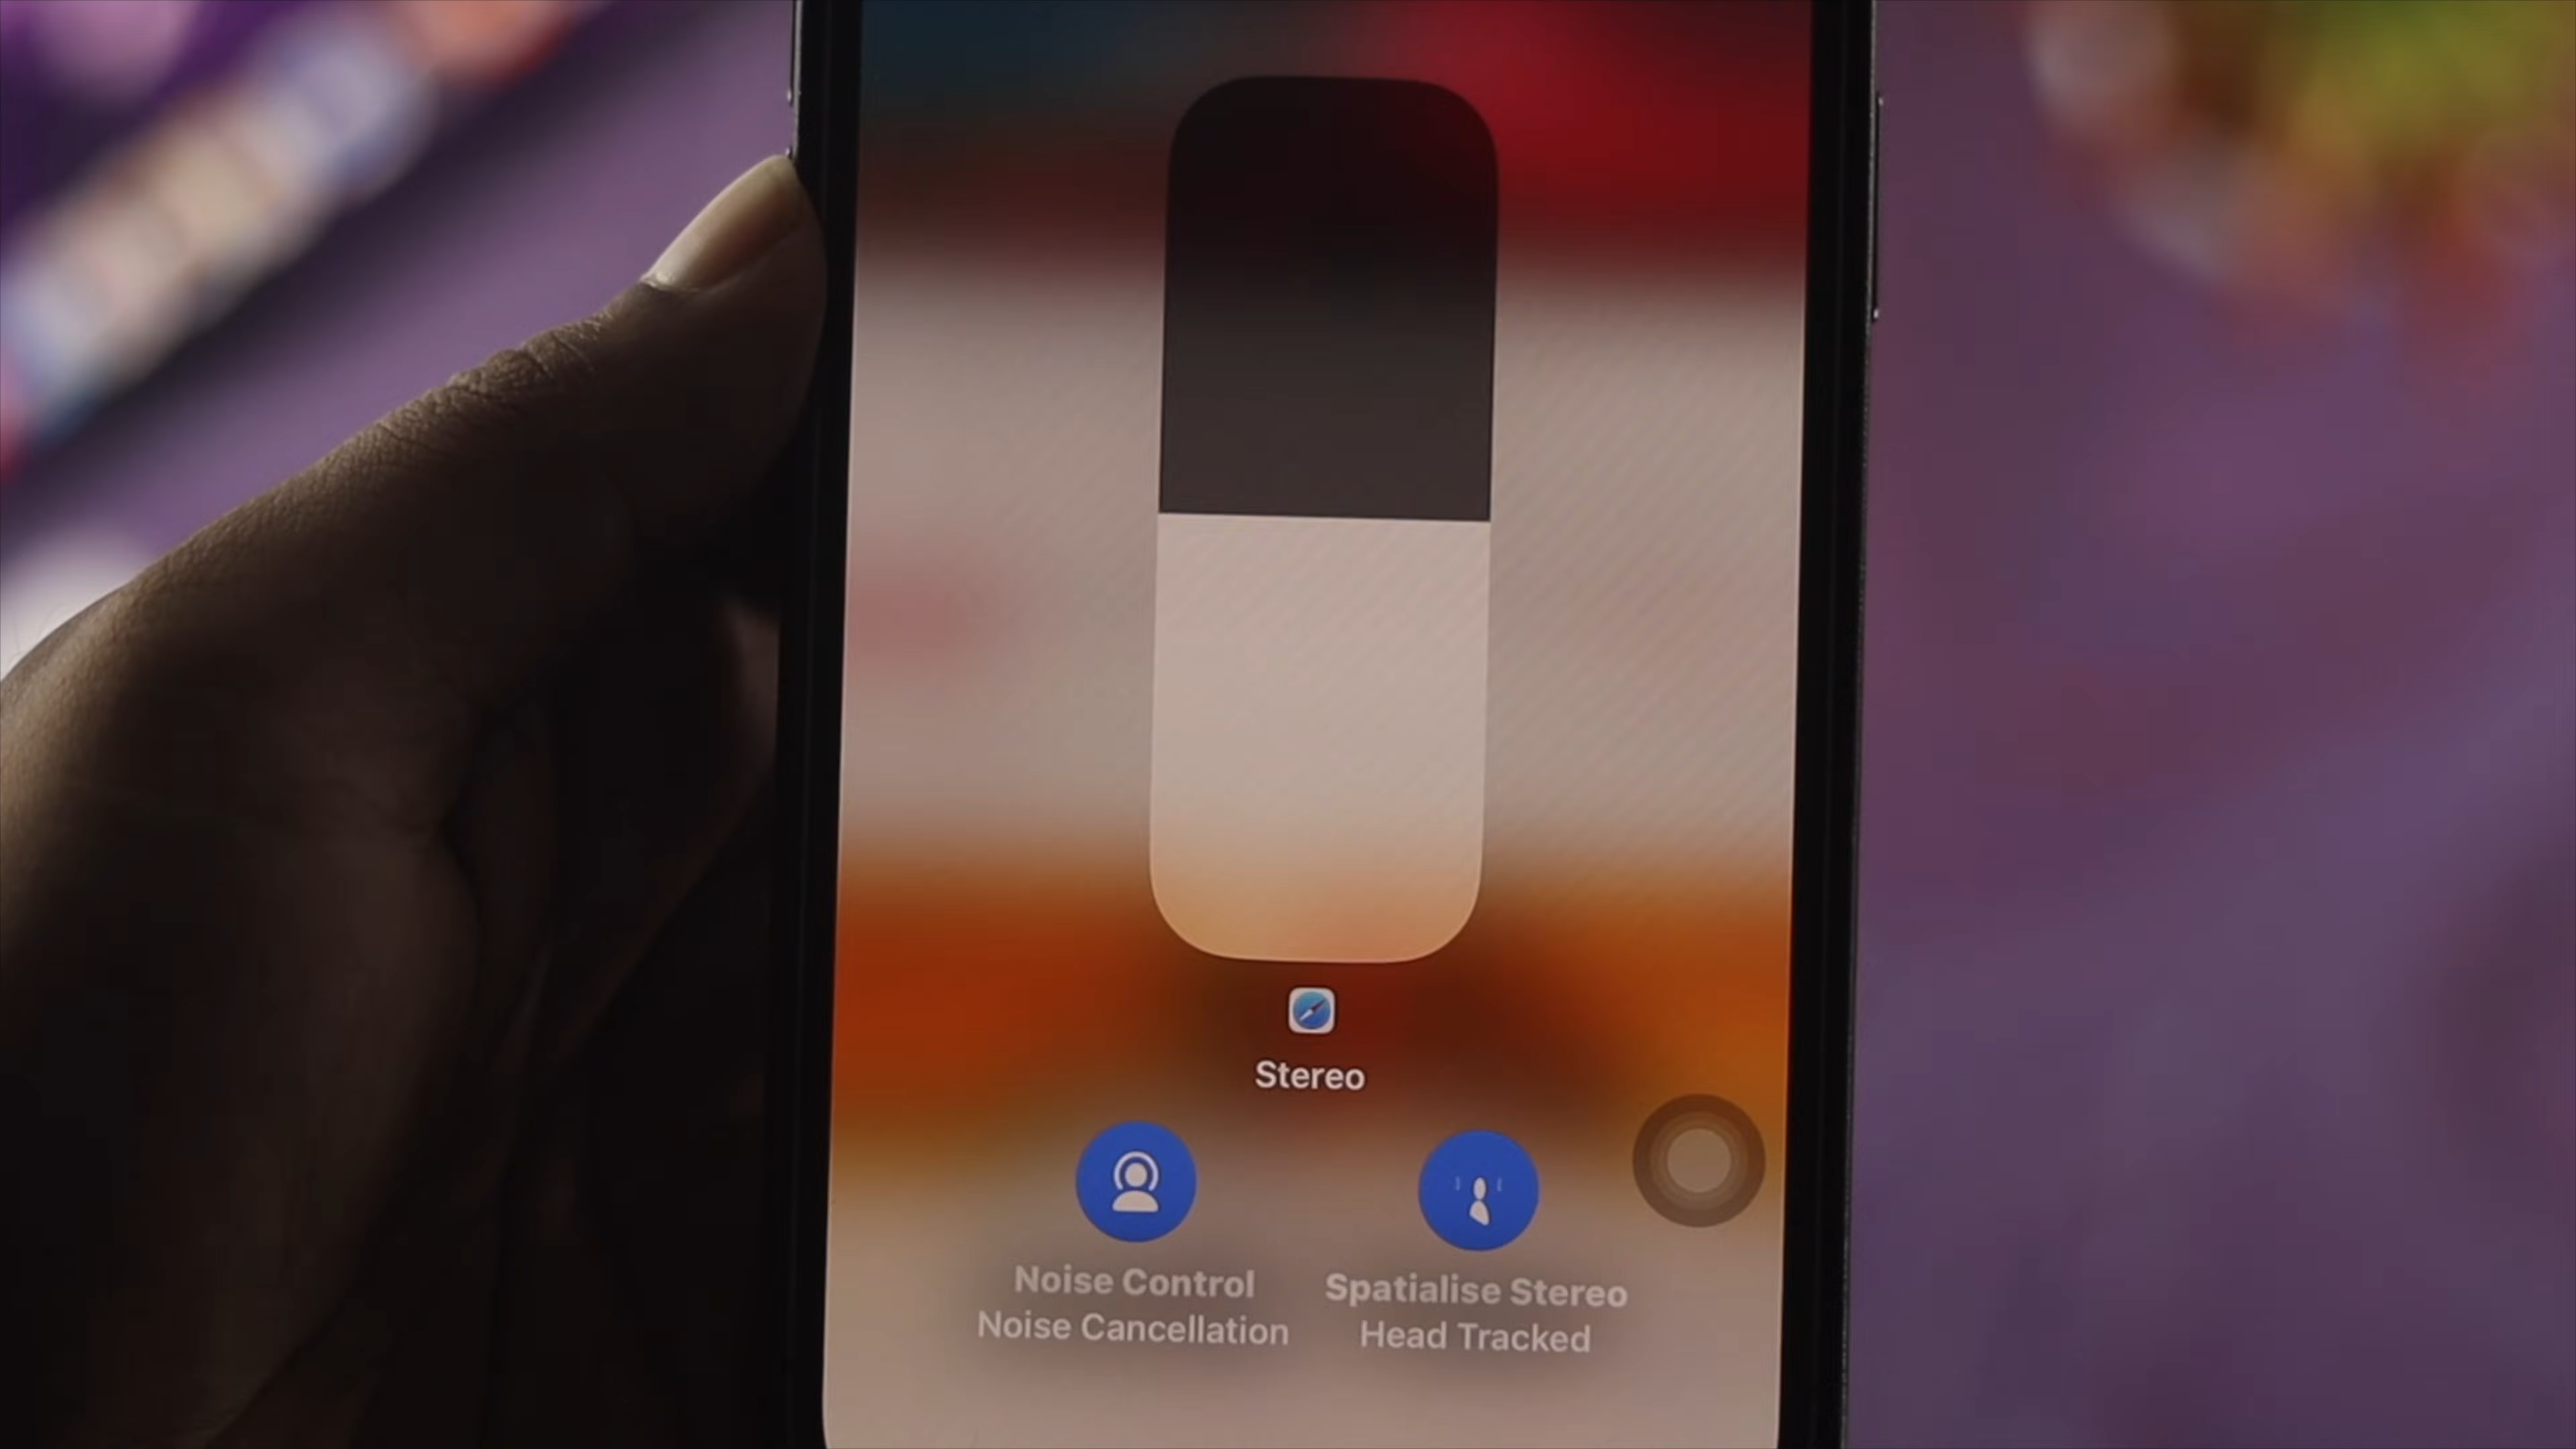 Stereo
Noise Control
Noise Cancellation
Spatialise Stereo
Head Tracked